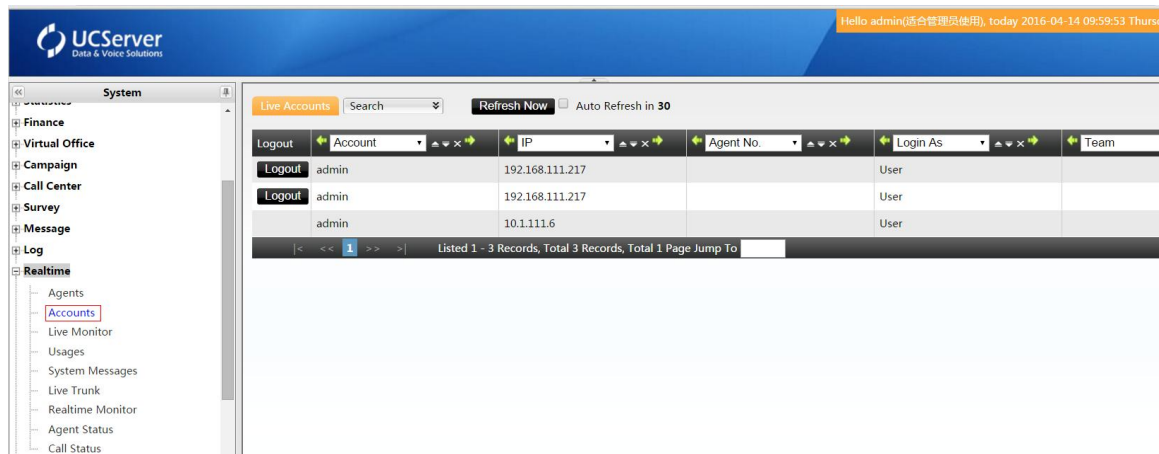 UCServer
Data & Voice Solutions
Hello admin(适合管理员使用), today 2016-04-14 09:59:53 Thurs
System
Statistics
Finance
Virtual Office
Campaign
Call Center
Survey
Message
Log
Realtime
Agents
Accounts
Live Monitor
Usages
System Messages
Live Trunk
Realtime Monitor
Agent Status
Call Status
Live Accounts Search Refresh Now Auto Refresh in 30
Logout Account IP Agent No. Login As Team
Logout admin 192.168.111.217 User
Logout admin 192.168.111.217 User
admin 10.1.111.6 User
|< << 1 >> >| Listed 1 - 3 Records, Total 3 Records, Total 1 Page Jump To